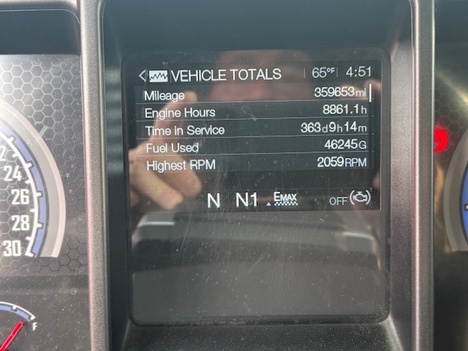 VEHICLE TOTALS 65°F 4:51
Mileage 359653mi
Engine Hours 8861.1h
Time in Service 363d9h14m
Fuel Used 46245G
Highest RPM 2059RPM
N N1 EMAX OFF
24
26
28
30
F